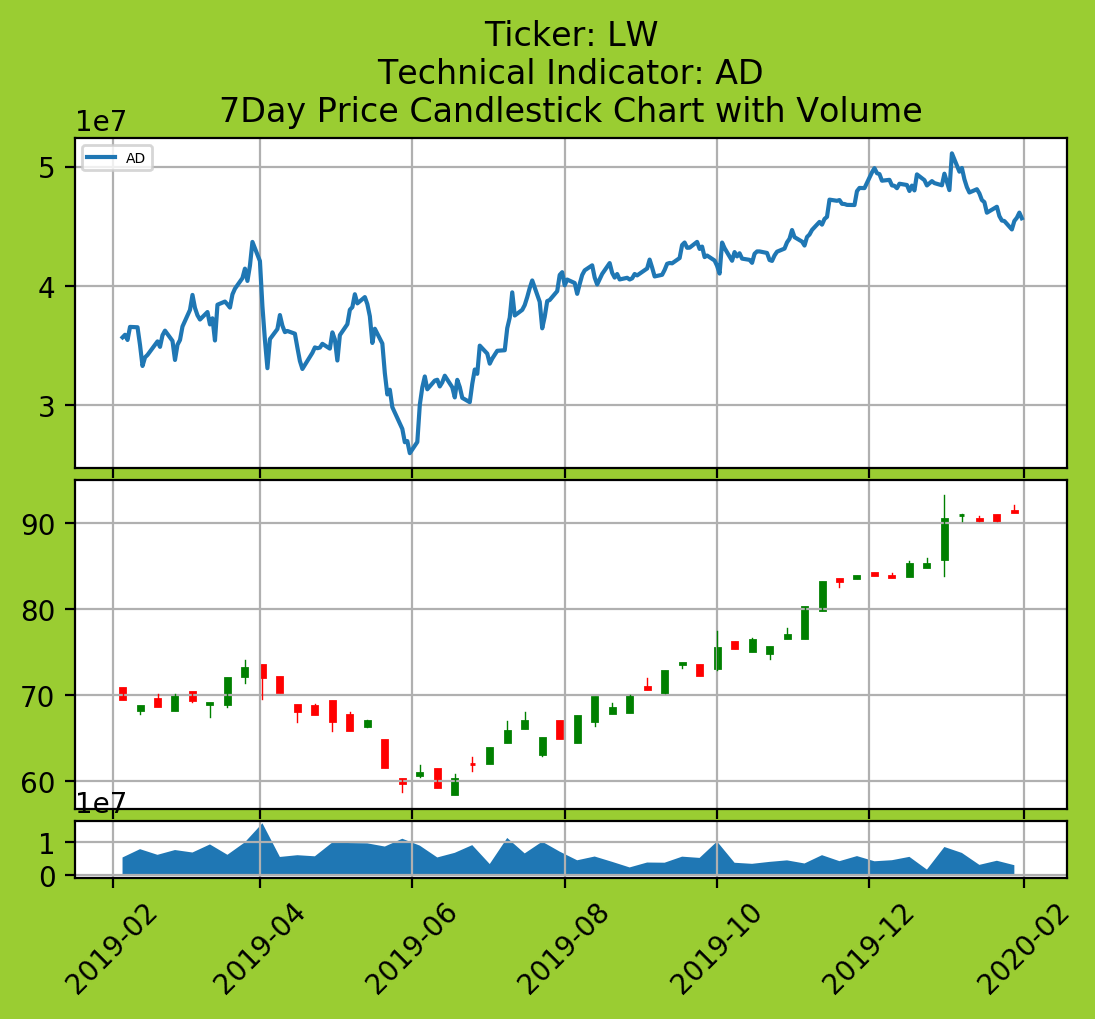 Ticker: LW
Technical Indicator: AD
7Day Price Candlestick Chart with Volume
1e7
AD
5
4
3
90
80
70
60
1e7
1
0
2019-02
2019-04
2019-06
2019-08
2019-10
2019-12
2020-02